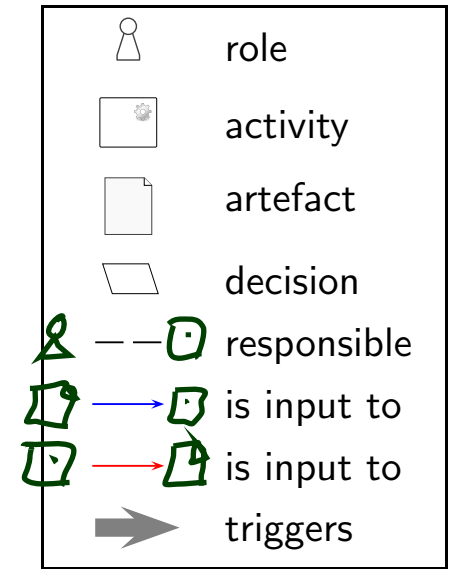 role
activity
artefact
decision
responsible
is input to
is input to
triggers